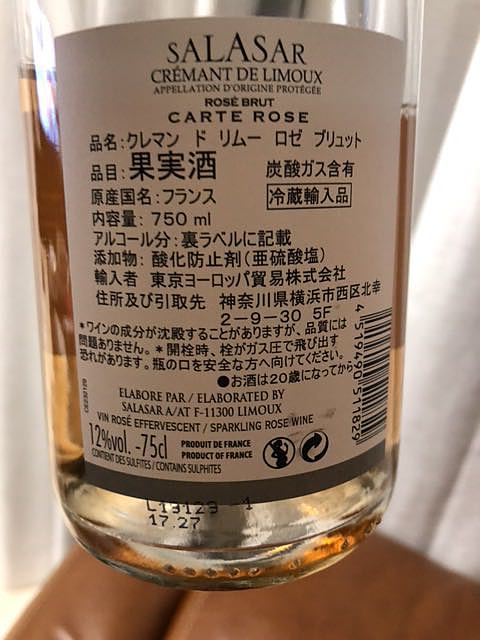 SALASAR
CRÉMANT DE LIMOUX
APPELLATION D'ORIGINE PROTÉGÉE
ROSÉ BRUT
CARTE ROSE
品名:クレマン ド リムー ロゼ ブリュット
品目:果実酒 炭酸ガス含有
原産国名:フランス 冷蔵輸入品
内容量:750 ml
アルコール分:裏ラベルに記載
添加物:酸化防止剤(亜硫酸塩)
輸入者 東京ヨーロッパ貿易株式会社
住所及び引取先 神奈川県横浜市西区北幸
2-9-30 5F
*ワインの成分が沈殿することがありますが、品質には
問題ありません。*開栓時、栓がガス圧で飛び出す
恐れがあります。瓶の口を安全な方へ向けてください。
●お酒は20歳になってから
4 519490 511829
ELABORE PAR / ELABORATED BY
SALASAR A/AT F-11300 LIMOUX
VIN ROSÉ EFFERVESCENT / SPARKLING ROSE WINE
12%vol. -75cl
PRODUIT DE FRANCE
PRODUCT OF FRANCE
CONTIENT DES SULFITES / CONTAINS SULPHITES
17.27